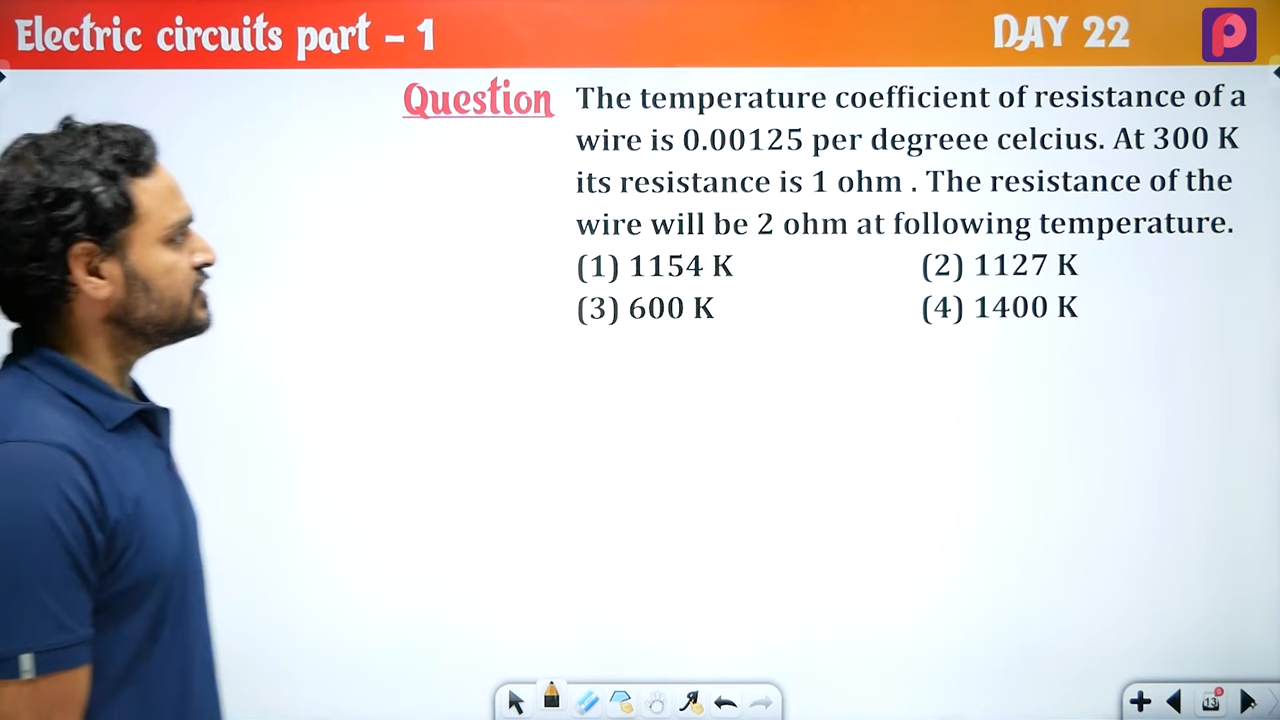 Electric circuits part – 1
DAY 22
Question
The temperature coefficient of resistance of a
wire is 0.00125 per degreee celcius. At 300 K
its resistance is 1 ohm . The resistance of the
wire will be 2 ohm at following temperature.
(1) 1154 K (2) 1127 K
(3) 600 K (4) 1400 K
13